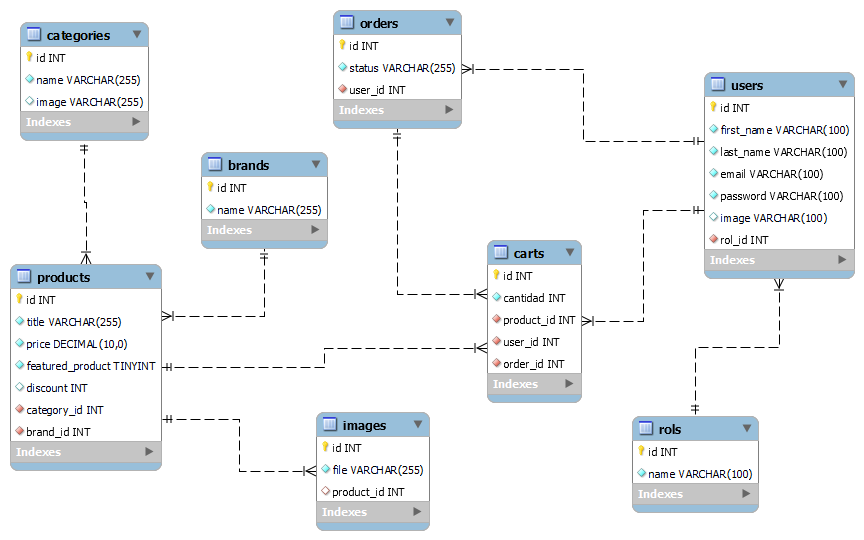 categories
id INT
name VARCHAR(255)
image VARCHAR(255)
Indexes
orders
id INT
status VARCHAR(255)
user_id INT
Indexes
users
id INT
first_name VARCHAR(100)
last_name VARCHAR(100)
email VARCHAR(100)
password VARCHAR(100)
image VARCHAR(100)
rol_id INT
Indexes
brands
id INT
name VARCHAR(255)
Indexes
products
id INT
title VARCHAR(255)
price DECIMAL(10,0)
featured_product TINYINT
discount INT
category_id INT
brand_id INT
Indexes
carts
id INT
cantidad INT
product_id INT
user_id INT
order_id INT
Indexes
images
id INT
file VARCHAR(255)
product_id INT
Indexes
rols
id INT
name VARCHAR(100)
Indexes